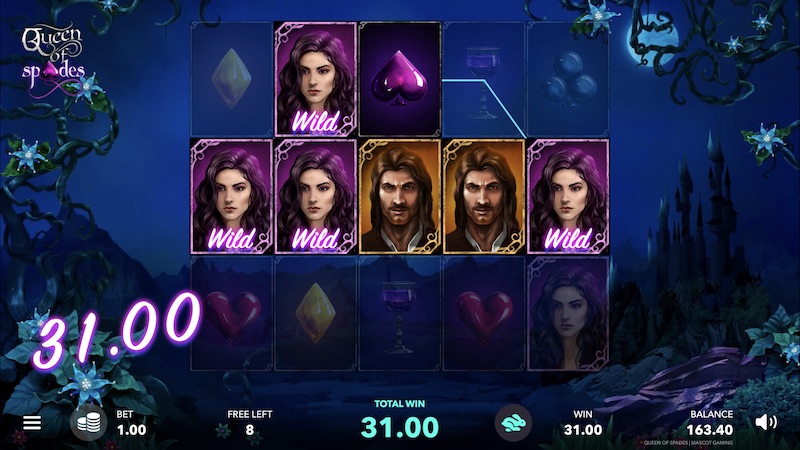 Queen
of
spades
Wild
Wild
Wild
Wild
31.00
TOTAL WIN
31.00
BET
1.00
FREE LEFT
8
WIN
31.00
BALANCE
163.40
QUEEN OF SPADES | MASCOT GAMING